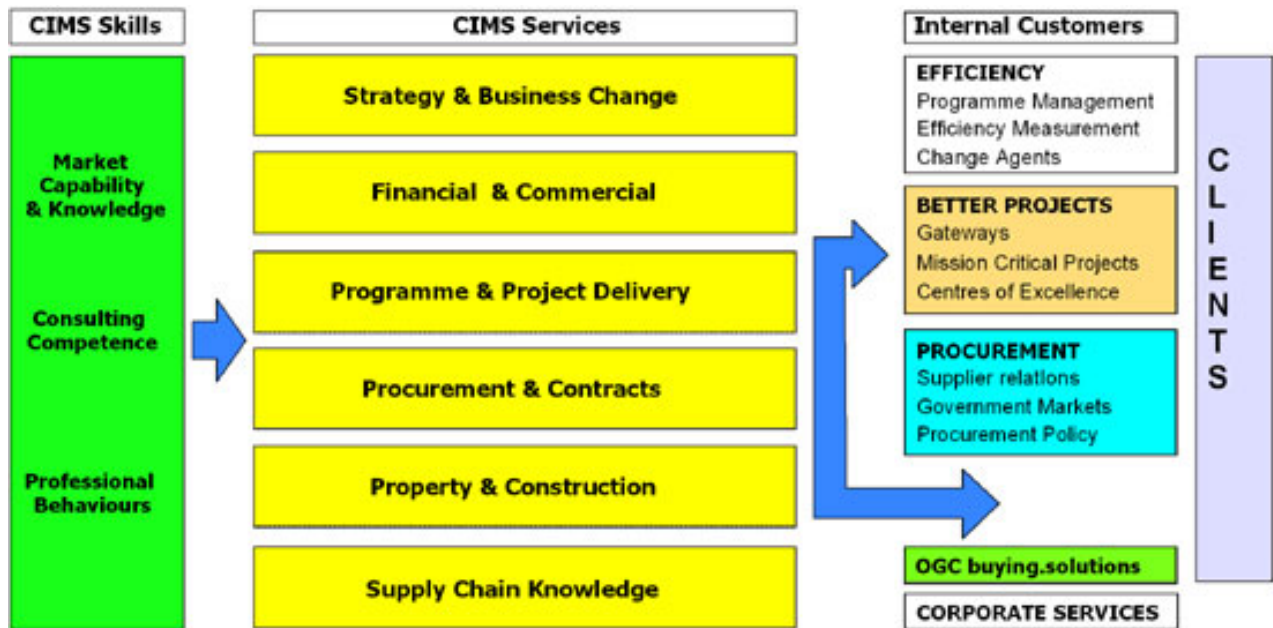 CIMS Skills
Market
Capability
& Knowledge
Consulting
Competence
Professional
Behaviours
CIMS Services
Strategy & Business Change
Financial & Commercial
Programme & Project Delivery
Procurement & Contracts
Property & Construction
Supply Chain Knowledge
Internal Customers
EFFICIENCY
Programme Management
Efficiency Measurement
Change Agents
BETTER PROJECTS
Gateways
Mission Critical Projects
Centres of Excellence
PROCUREMENT
Supplier relations
Government Markets
Procurement Policy
OGC buying.solutions
CORPORATE SERVICES
CLIENTS